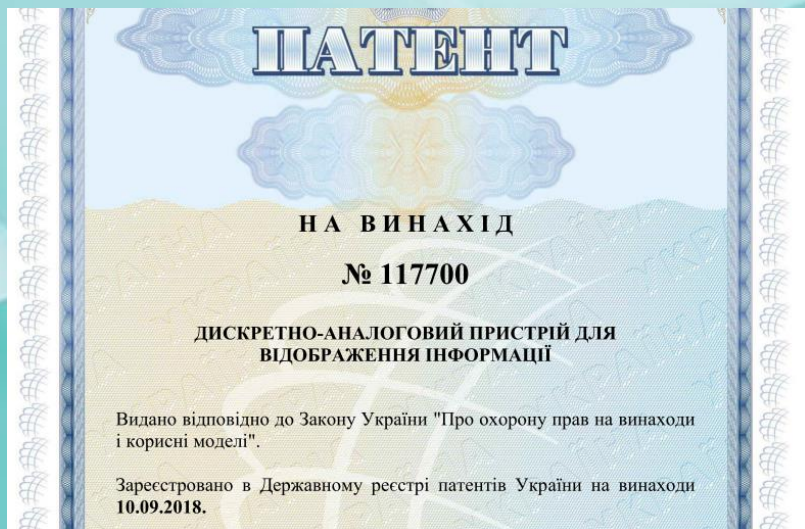 ПАТЕНТ
НА ВИНАХІД
№ 117700
ДИСКРЕТНО-АНАЛОГОВИЙ ПРИСТРІЙ ДЛЯ
ВІДОБРАЖЕННЯ ІНФОРМАЦІЇ
Видано відповідно до Закону України "Про охорону прав на винаходи
і корисні моделі".
Зареєстровано в Державному реєстрі патентів України на винаходи
10.09.2018.